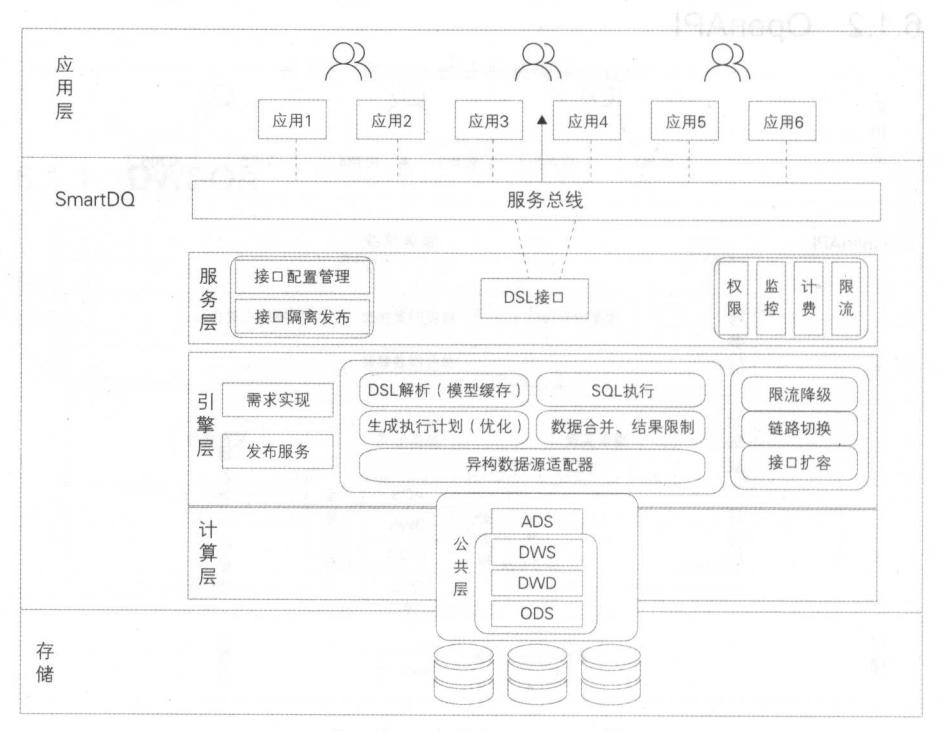 6.1.2 OpenAPI
应用层
应用1 应用2 应用3 应用4 应用5 应用6
SmartDQ
服务总线
服务层
接口配置管理
接口隔离发布
DSL接口
权限 监控 计费 限流
引擎层
需求实现
发布服务
DSL解析（模型缓存） SQL执行
生成执行计划（优化） 数据合并、结果限制
异构数据源适配器
限流降级
链路切换
接口扩容
计算层
公共层
ADS
DWS
DWD
ODS
存储